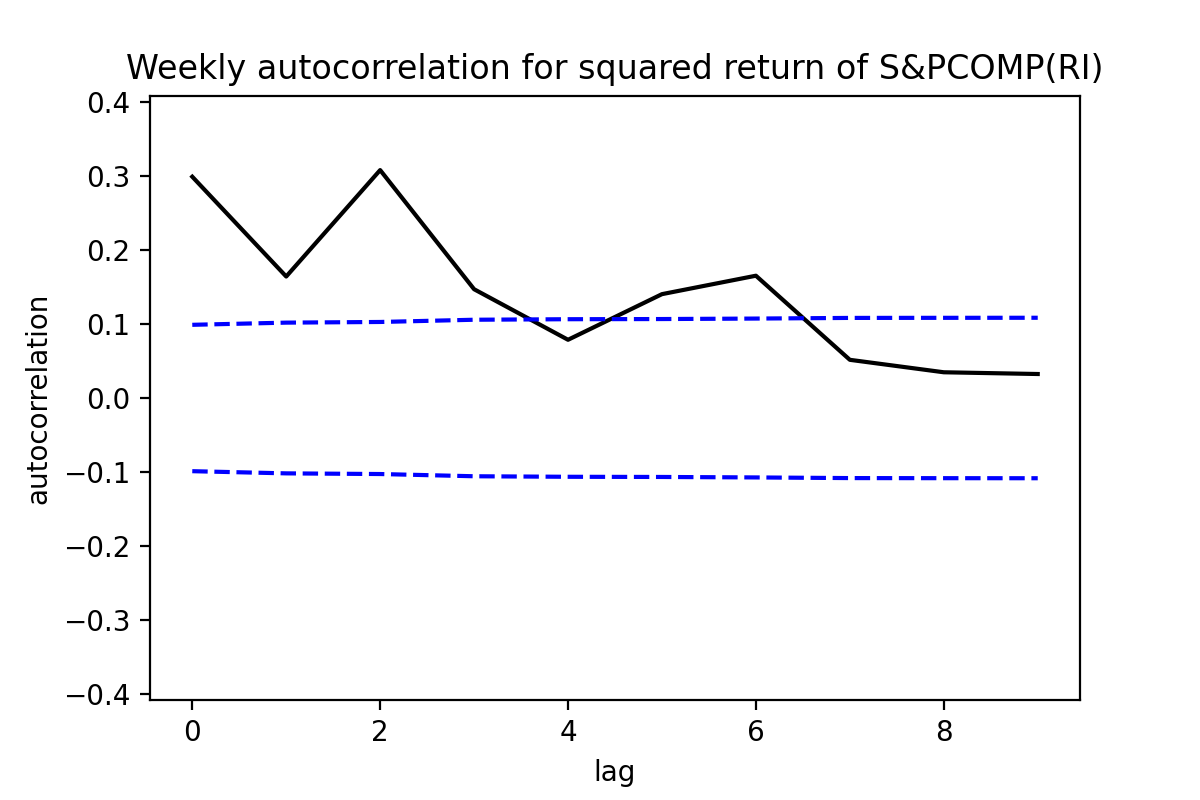 Weekly autocorrelation for squared return of S&PCOMP(RI)
0.4
0.3
0.2
0.1
0.0
−0.1
−0.2
−0.3
−0.4
autocorrelation
0 2 4 6 8
lag